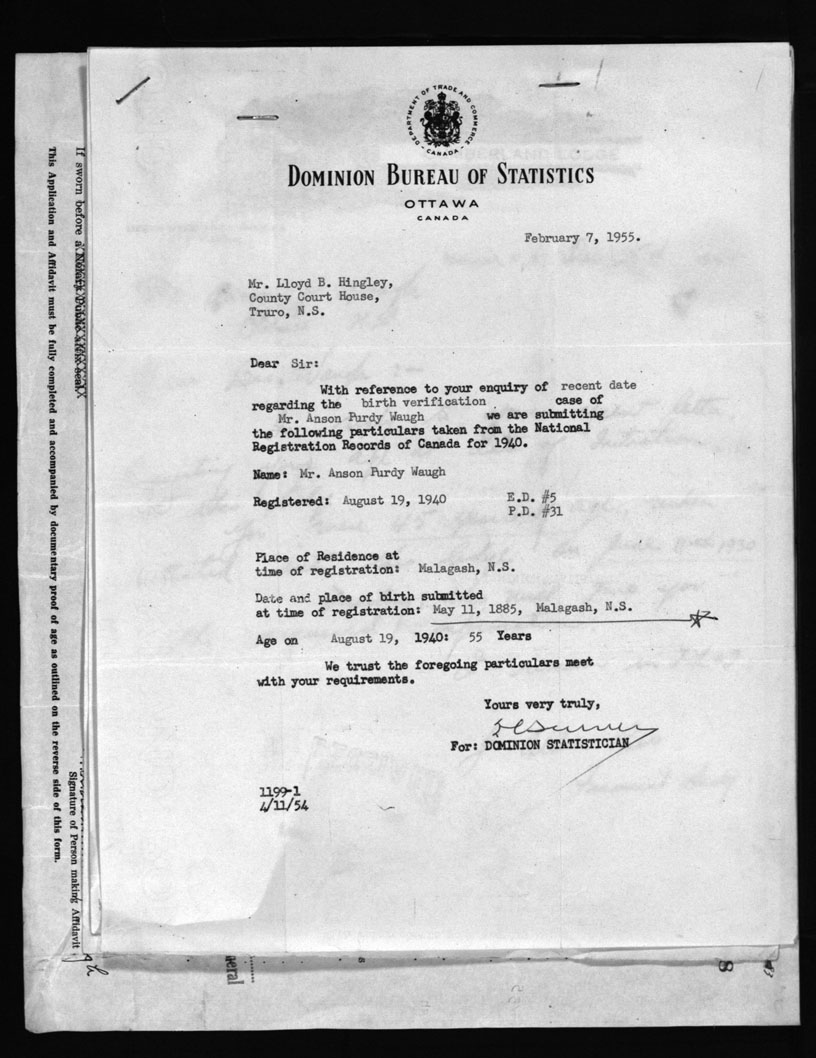 DEPARTMENT OF TRADE AND COMMERCE
CANADA
DOMINION BUREAU OF STATISTICS
OTTAWA
CANADA
February 7, 1955.
Mr. Lloyd B. Hingley,
County Court House,
Truro, N.S.
Dear Sir:
With reference to your enquiry of recent date
regarding the birth verification case of
Mr. Anson Purdy Waugh we are submitting
the following particulars taken from the National
Registration Records of Canada for 1940.
Name: Mr. Anson Purdy Waugh
Registered: August 19, 1940 E.D. #5
P.D. #31
Place of Residence at
time of registration: Malagash, N.S.
Date and place of birth submitted
at time of registration: May 11, 1885, Malagash, N.S.
Age on August 19, 1940: 55 Years
We trust the foregoing particulars meet
with your requirements.
Yours very truly,
For: DOMINION STATISTICIAN
1199-1
4/11/54
If sworn before a Notary Public affix seal
This Application and Affidavit must be fully completed and accompanied by documentary proof of age as outlined on the reverse side of this form.
Signature of Person making Affidavit
neral
8